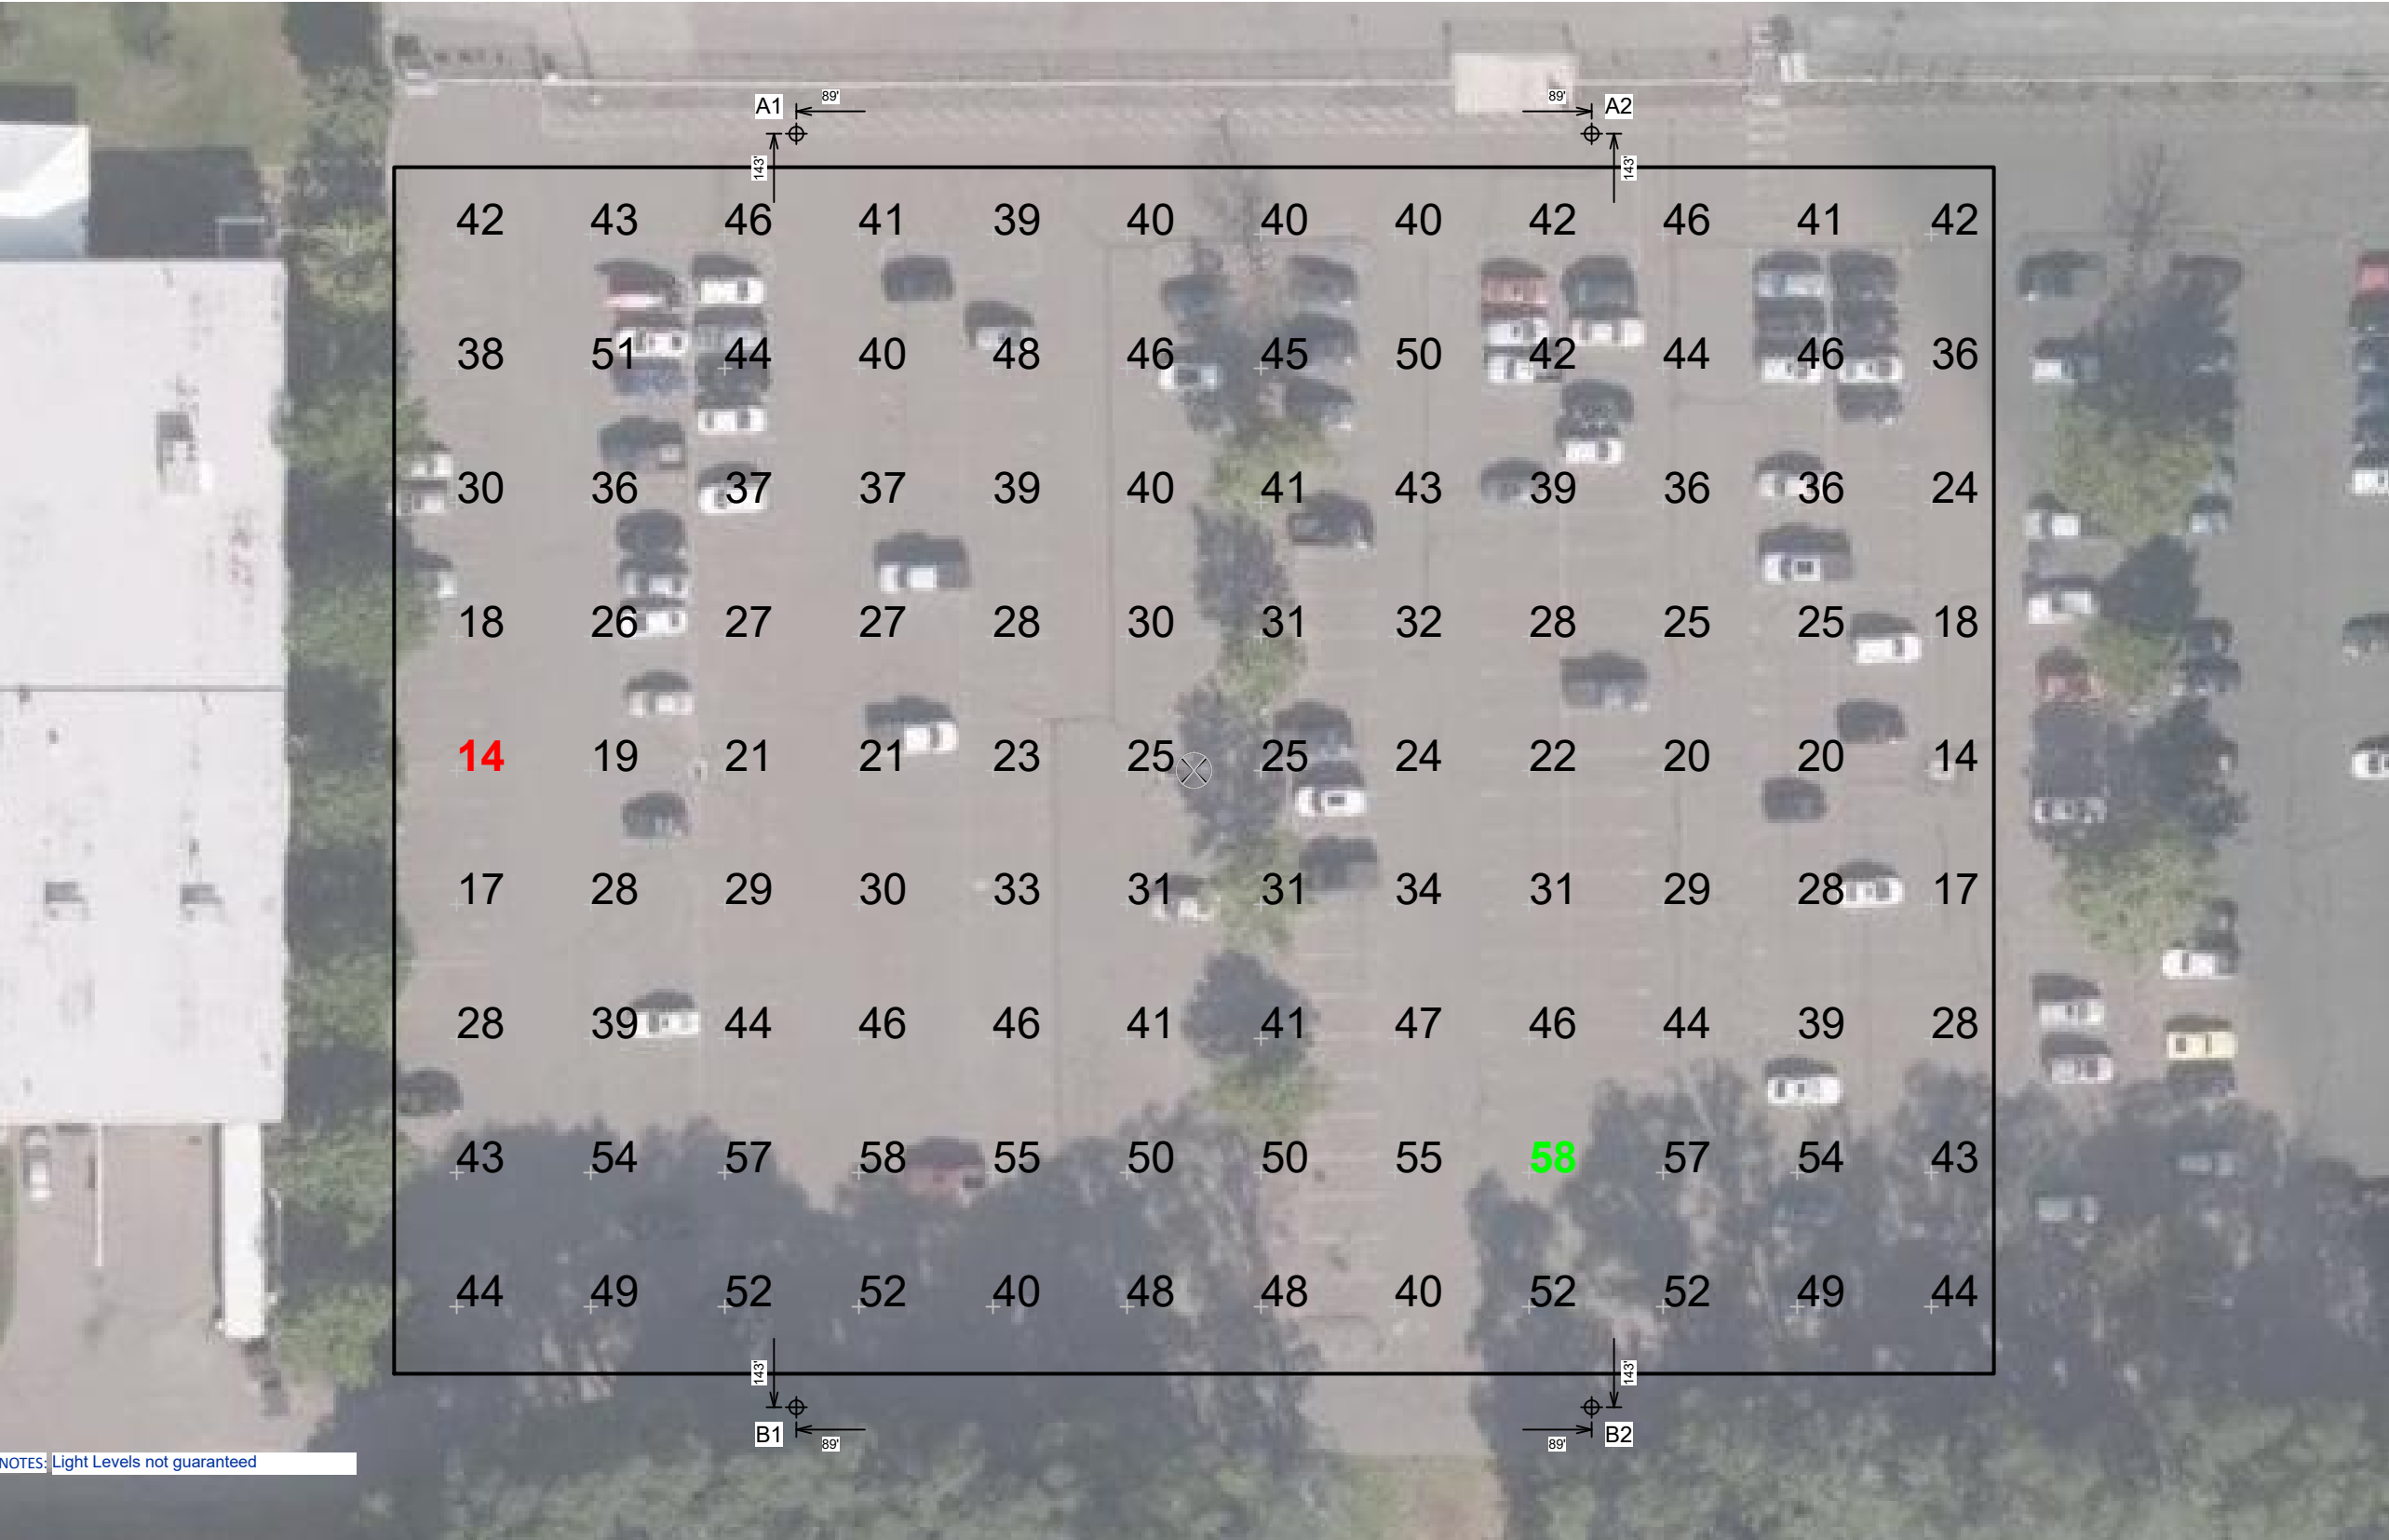 A1 89' 89' A2
143' 143'
42 43 46 41 39 40 40 40 42 46 41 42
38 51 44 40 48 46 45 50 42 44 46 36
30 36 37 37 39 40 41 43 39 36 36 24
18 26 27 27 28 30 31 32 28 25 25 18
14 19 21 21 23 25 25 24 22 20 20 14
17 28 29 30 33 31 31 34 31 29 28 17
28 39 44 46 46 41 41 47 46 44 39 28
43 54 57 58 55 50 50 55 58 57 54 43
44 49 52 52 40 48 48 40 52 52 49 44
143' 143'
B1 89' 89' B2
NOTES: Light Levels not guaranteed